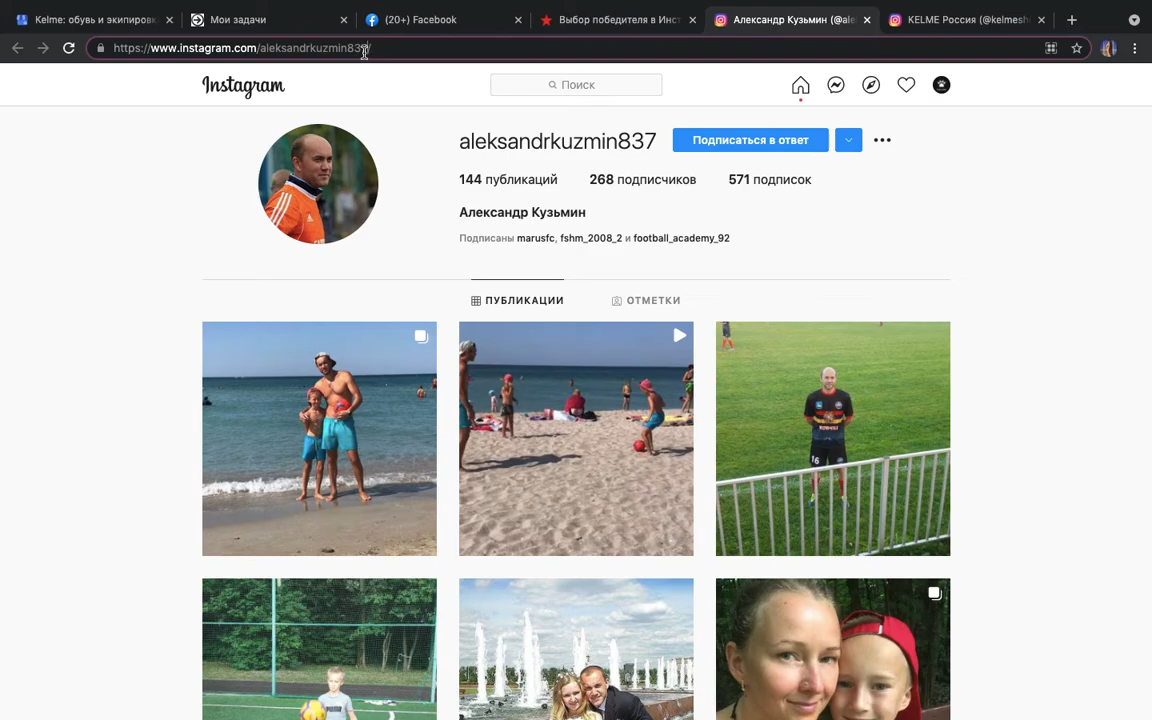 Kelme: обувь и экипировк
Мои задачи
(20+) Facebook
Выбор победителя в Инст
Александр Кузьмин (@ale
KELME Россия (@kelmesh
https://www.instagram.com/aleksandrkuzmin837/
Instagram
Поиск
aleksandrkuzmin837
Подписаться в ответ
144 публикаций 268 подписчиков 571 подписок
Александр Кузьмин
Подписаны marusfc, fshm_2008_2 и football_academy_92
ПУБЛИКАЦИИ
ОТМЕТКИ
16